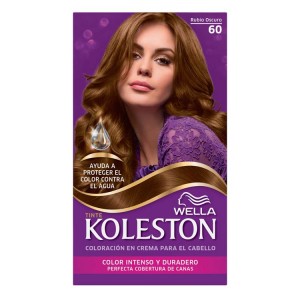 Rubio Oscuro
60
AYUDA A
PROTEGER EL
COLOR CONTRA
EL AGUA
WELLA
TINTE
KOLESTON
COLORACIÓN EN CREMA PARA EL CABELLO
COLOR INTENSO Y DURADERO
PERFECTA COBERTURA DE CANAS